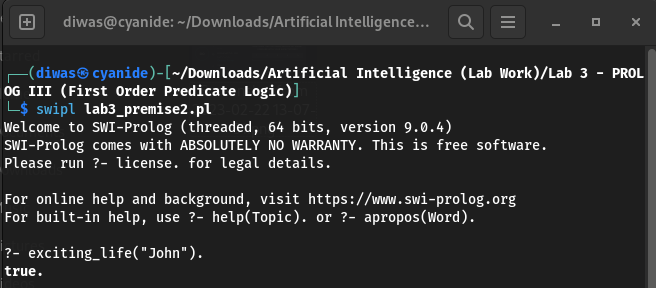 diwas@cyanide: ~/Downloads/Artificial Intelligence...
┌──(diwas㉿cyanide)-[~/Downloads/Artificial Intelligence (Lab Work)/Lab 3 - PROL
OG III (First Order Predicate Logic)]
└─$ swipl lab3_premise2.pl
Welcome to SWI-Prolog (threaded, 64 bits, version 9.0.4)
SWI-Prolog comes with ABSOLUTELY NO WARRANTY. This is free software.
Please run ?- license. for legal details.
For online help and background, visit https://www.swi-prolog.org
For built-in help, use ?- help(Topic). or ?- apropos(Word).
?- exciting_life("John").
true.